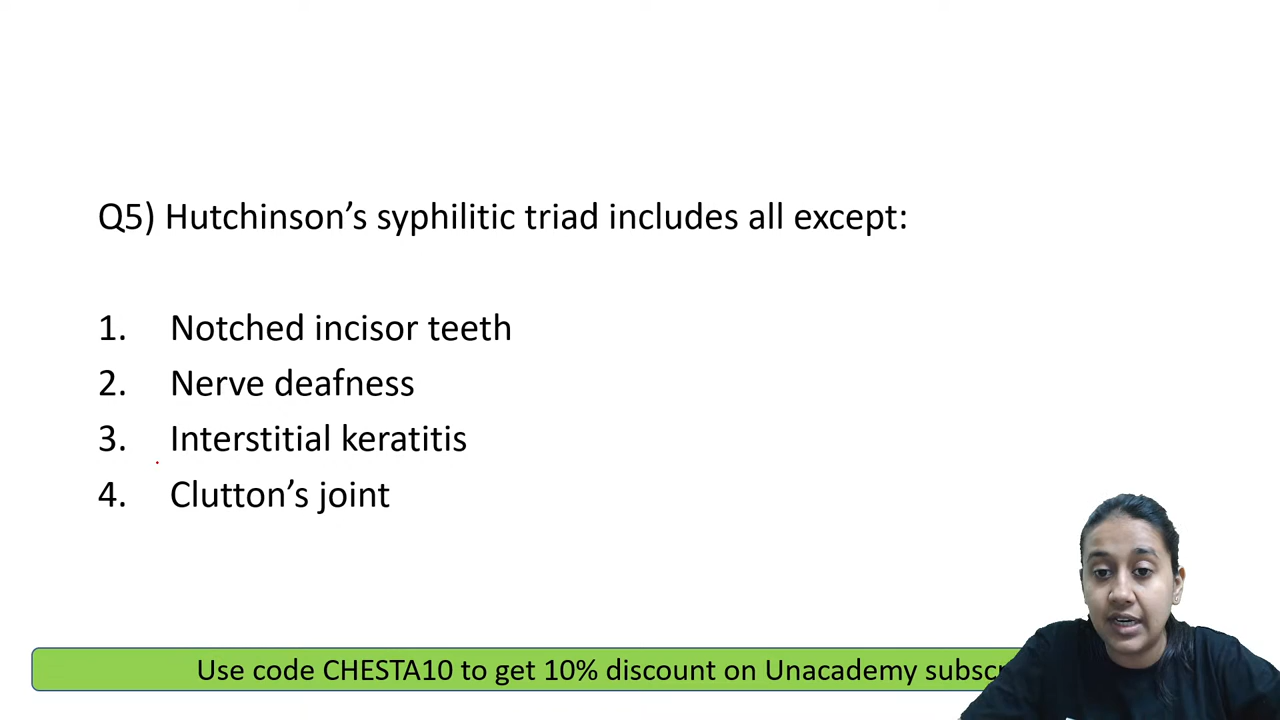 Q5) Hutchinson’s syphilitic triad includes all except:
1. Notched incisor teeth
2. Nerve deafness
3. Interstitial keratitis
4. Clutton’s joint
Use code CHESTA10 to get 10% discount on Unacademy